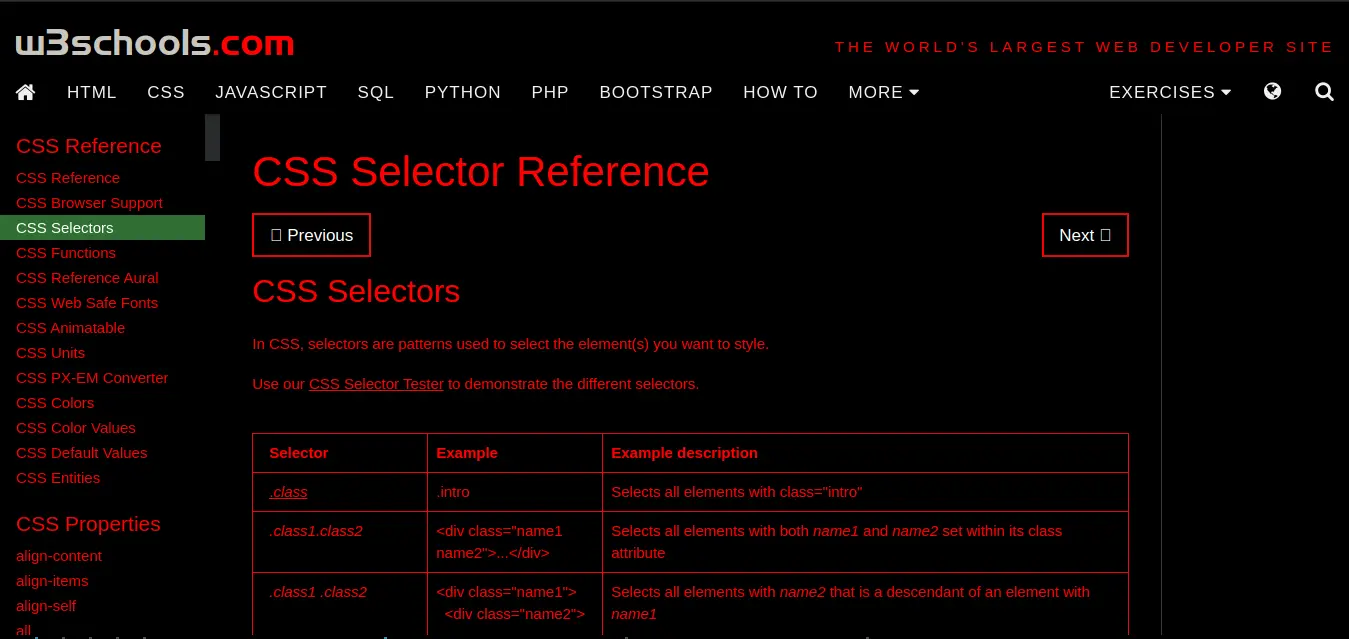 w3schools.com
THE WORLD'S LARGEST WEB DEVELOPER SITE
HTML CSS JAVASCRIPT SQL PYTHON PHP BOOTSTRAP HOW TO MORE EXERCISES
CSS Reference
CSS Reference
CSS Browser Support
CSS Selectors
CSS Functions
CSS Reference Aural
CSS Web Safe Fonts
CSS Animatable
CSS Units
CSS PX-EM Converter
CSS Colors
CSS Color Values
CSS Default Values
CSS Entities
CSS Properties
align-content
align-items
align-self
all
CSS Selector Reference
Previous
Next
CSS Selectors
In CSS, selectors are patterns used to select the element(s) you want to style.
Use our CSS Selector Tester to demonstrate the different selectors.
Selector Example Example description
.class .intro Selects all elements with class="intro"
.class1.class2 <div class="name1 Selects all elements with both name1 and name2 set within its class
name2">...</div> attribute
.class1 .class2 <div class="name1"> Selects all elements with name2 that is a descendant of an element with
<div class="name2"> name1